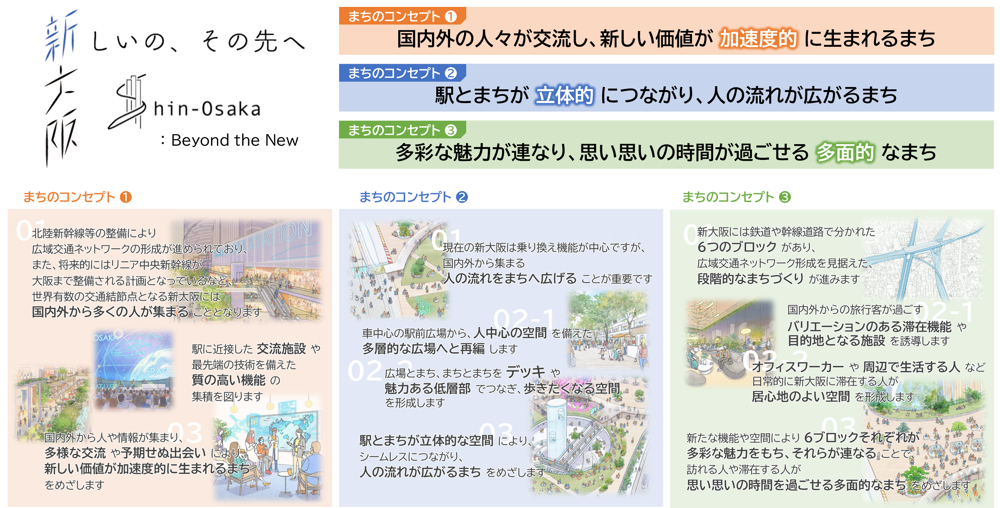 新しいの、その先へ
大阪
Shin-Osaka
：Beyond the New
まちのコンセプト ❶
国内外の人々が交流し、新しい価値が 加速度的 に生まれるまち
まちのコンセプト ❷
駅とまちが 立体的 につながり、人の流れが広がるまち
まちのコンセプト ❸
多彩な魅力が連なり、思い思いの時間が過ごせる 多面的 なまち
まちのコンセプト ❶
01
北陸新幹線等の整備により
広域交通ネットワークの形成が進められており、
また、将来的にはリニア中央新幹線が
大阪まで整備される計画となっているなど、
世界有数の交通結節点となる新大阪には
国内外から多くの人が集まる こととなります
STATION
OSAKA
SPACE
駅に近接した 交流施設 や
最先端の技術を備えた
質の高い機能 の
集積を図ります
03
国内外から人や情報が集まり、
多様な交流 や予期せぬ出会い により、
新しい価値が加速度的に生まれるまち
をめざします
まちのコンセプト ❷
01
現在の新大阪は乗り換え機能が中心ですが、
国内外から集まる
人の流れをまちへ広げる ことが重要です
02-1
車中心の駅前広場から、人中心の空間 を備えた
多層的な広場へと再編 します
02-2
広場とまち、まちとまちを デッキ や
魅力ある低層部 でつなぎ、歩きたくなる空間
を形成します
03
駅とまちが立体的な空間 により、
シームレスにつながり、
人の流れが広がるまち をめざします
まちのコンセプト ❸
01
新大阪には鉄道や幹線道路で分かれた
6つのブロック があり、
広域交通ネットワーク形成を見据えた、
段階的なまちづくり が進みます
02-1
国内外からの旅行客が過ごす
バリエーションのある滞在機能 や
目的地となる施設 を誘導します
02-2
オフィスワーカー や 周辺で生活する人 など
日常的に新大阪に滞在する人が
居心地のよい空間 を形成します
03
新たな機能や空間により 6ブロックそれぞれが
多彩な魅力をもち、それらが連なる ことで、
訪れる人や滞在する人が
思い思いの時間を過ごせる多面的なまち をめざします